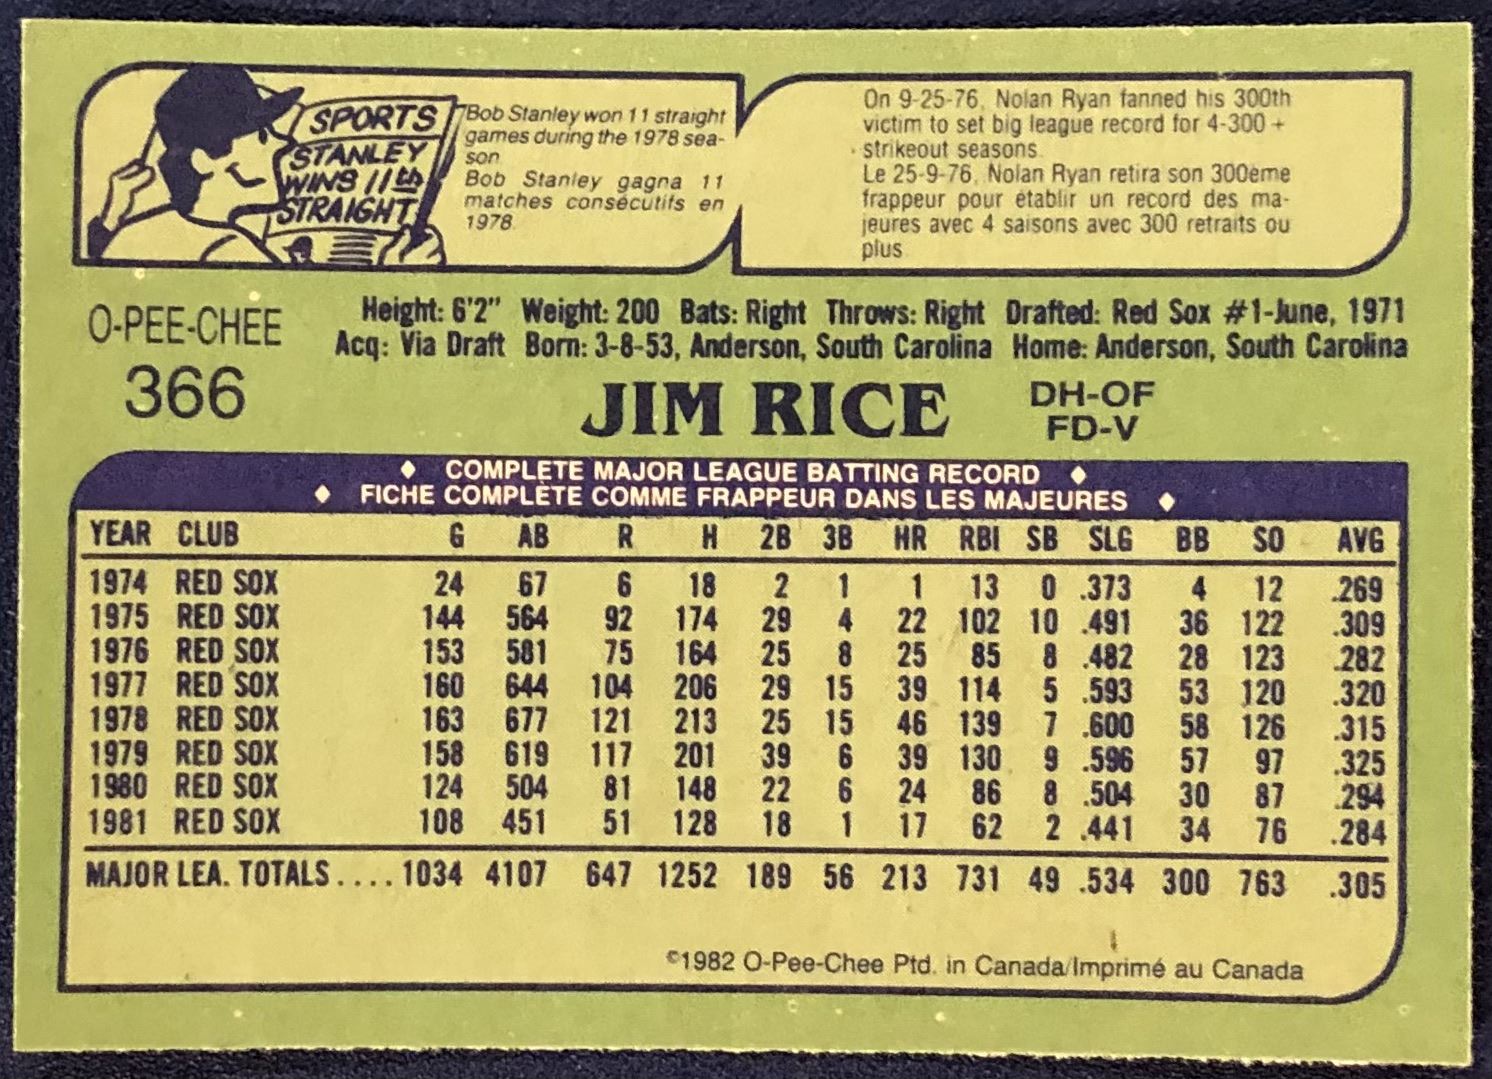 SPORTS
STANLEY
WINS 11th
STRAIGHT
Bob Stanley won 11 straight
games during the 1978 sea-
son.
Bob Stanley gagna 11
matches consécutifs en
1978.
On 9-25-76, Nolan Ryan fanned his 300th
victim to set big league record for 4-300 +
strikeout seasons.
Le 25-9-76, Nolan Ryan retira son 300ème
frappeur pour établir un record des ma-
jeures avec 4 saisons avec 300 retraits ou
plus.
O-PEE-CHEE
366
Height: 6'2" Weight: 200 Bats: Right Throws: Right Drafted: Red Sox #1-June, 1971
Acq: Via Draft Born: 3-8-53, Anderson, South Carolina Home: Anderson, South Carolina
JIM RICE
DH-OF
FD-V
COMPLETE MAJOR LEAGUE BATTING RECORD
FICHE COMPLÈTE COMME FRAPPEUR DANS LES MAJEURES
YEAR CLUB G AB R H 2B 3B HR RBI SB SLG BB SO AVG
1974 RED SOX 24 67 6 18 2 1 1 13 0 .373 4 12 .269
1975 RED SOX 144 564 92 174 29 4 22 102 10 .491 36 122 .309
1976 RED SOX 153 581 75 164 25 8 25 85 8 .482 28 123 .282
1977 RED SOX 160 644 104 206 29 15 39 114 5 .593 53 120 .320
1978 RED SOX 163 677 121 213 25 15 46 139 7 .600 58 126 .315
1979 RED SOX 158 619 117 201 39 6 39 130 9 .596 57 97 .325
1980 RED SOX 124 504 81 148 22 6 24 86 8 .504 30 87 .294
1981 RED SOX 108 451 51 128 18 1 17 62 2 .441 34 76 .284
MAJOR LEA. TOTALS .... 1034 4107 647 1252 189 56 213 731 49 .534 300 763 .305
©1982 O-Pee-Chee Ptd. in Canada/Imprimé au Canada